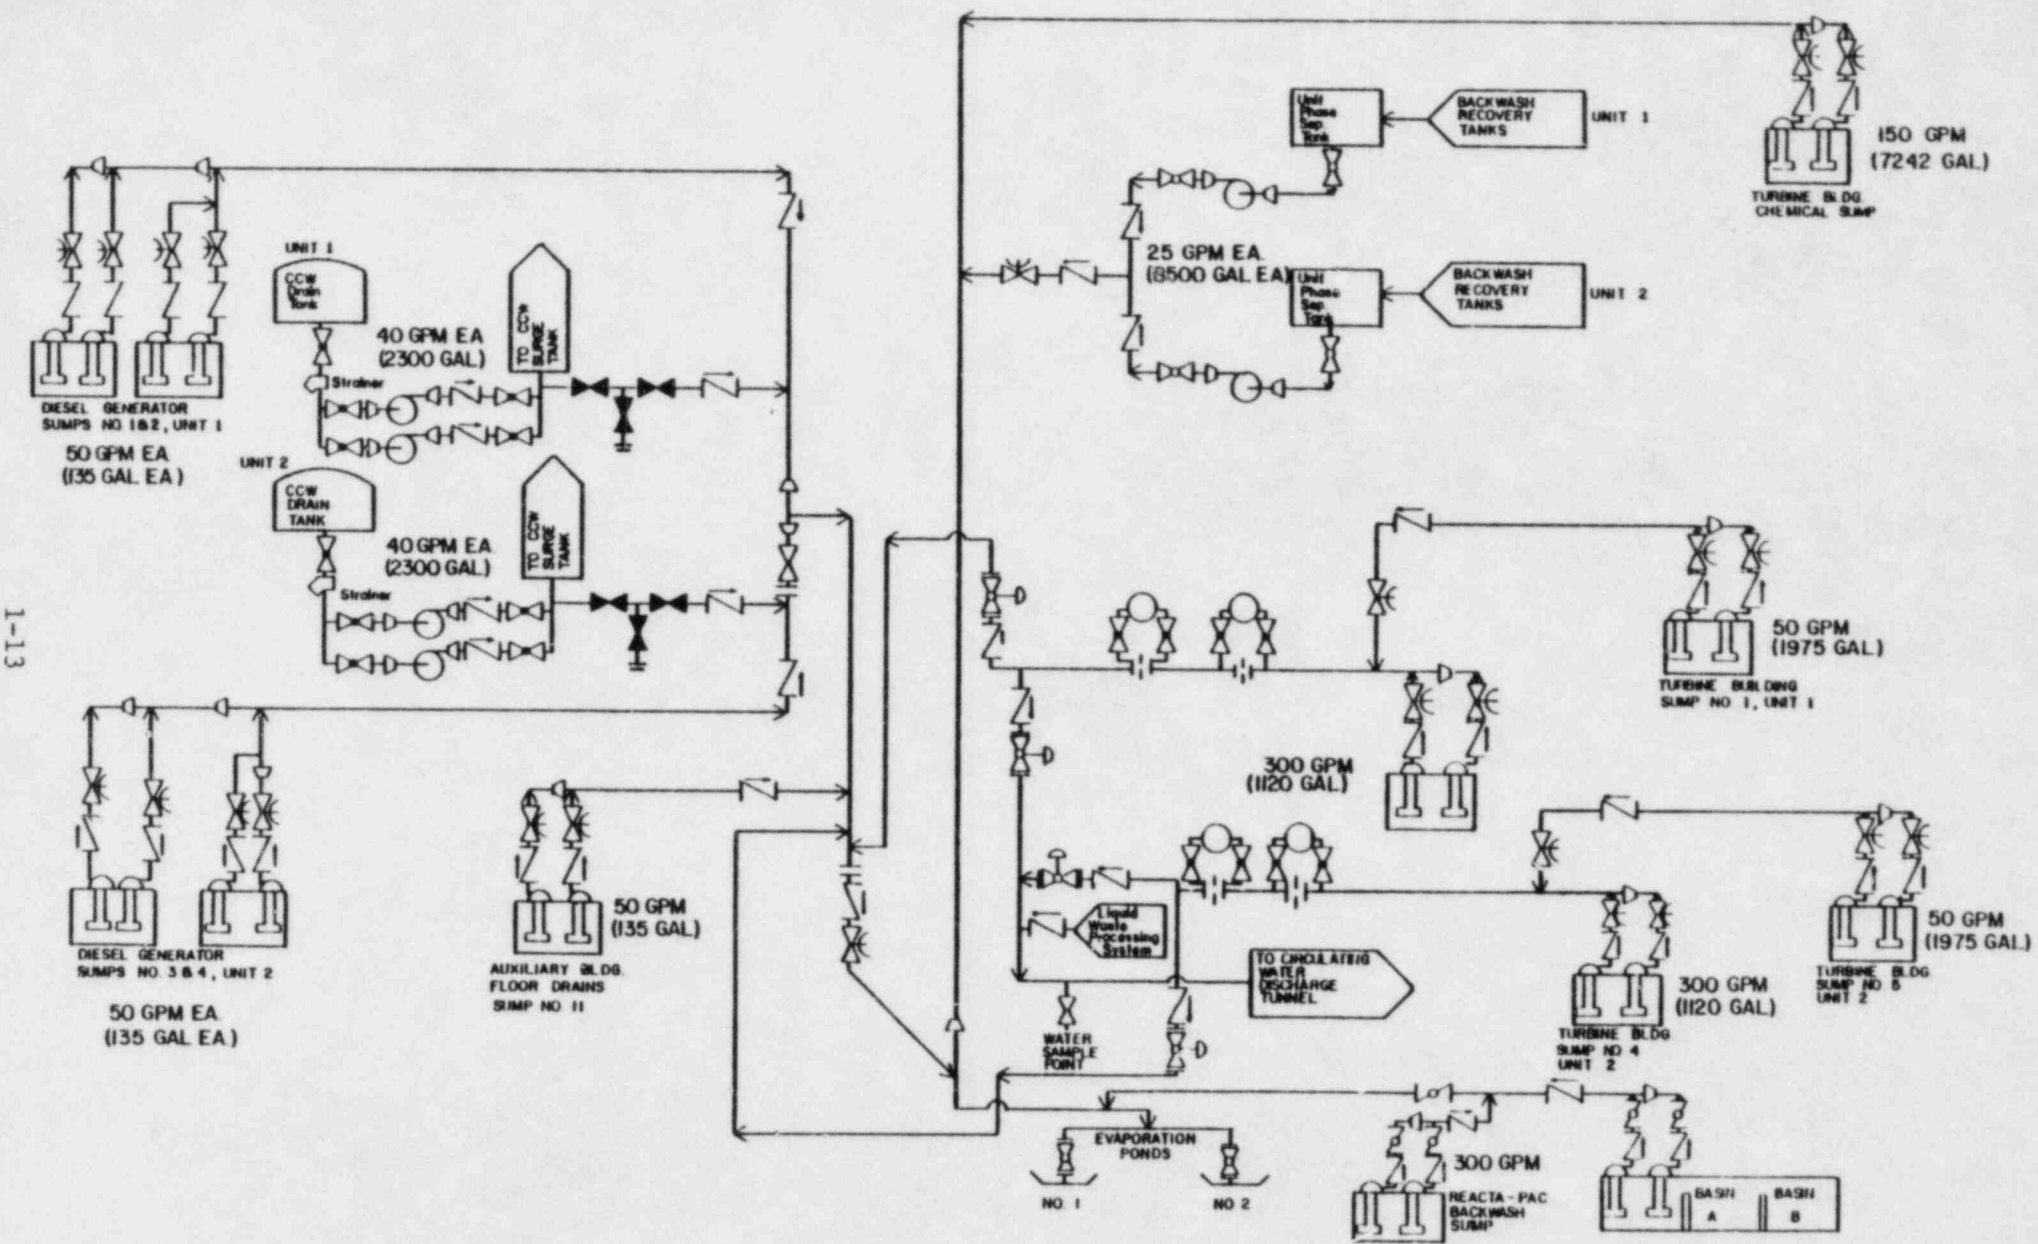 Unit
Phase
Sep.
Tank
BACKWASH
RECOVERY
TANKS
UNIT 1
150 GPM
(7242 GAL)
TURBINE BLDG.
CHEMICAL SUMP
UNIT 1
CCW
Drain
Tank
TO CCW
SURGE
TANK
40 GPM EA
(2300 GAL)
Strainer
25 GPM EA.
(8500 GAL EA)
Unit
Phase
Sep.
Tank
BACKWASH
RECOVERY
TANKS
UNIT 2
DIESEL GENERATOR
SUMPS NO. 1&2, UNIT 1
50 GPM EA
(135 GAL EA)
UNIT 2
CCW
DRAIN
TANK
TO CCW
SURGE
TANK
40 GPM EA
(2300 GAL)
Strainer
1-13
50 GPM
(1975 GAL)
TURBINE BUILDING
SUMP NO. 1, UNIT 1
300 GPM
(1120 GAL)
DIESEL GENERATOR
SUMPS NO. 3 & 4, UNIT 2
50 GPM EA
(135 GAL EA.)
50 GPM
(135 GAL)
AUXILIARY BLDG.
FLOOR DRAINS
SUMP NO. 11
Liquid
Waste
Processing
System
TO CIRCULATING
WATER
DISCHARGE
TUNNEL
WATER
SAMPLE
POINT
50 GPM
(1975 GAL)
TURBINE BLDG
SUMP NO
UNIT 2
300 GPM
(1120 GAL)
TURBINE BLDG
SUMP NO 4
UNIT 2
EVAPORATION
PONDS
NO. 1
NO 2
300 GPM
REACTA-PAC
BACKWASH
SUMP
BASIN
A
BASIN
B